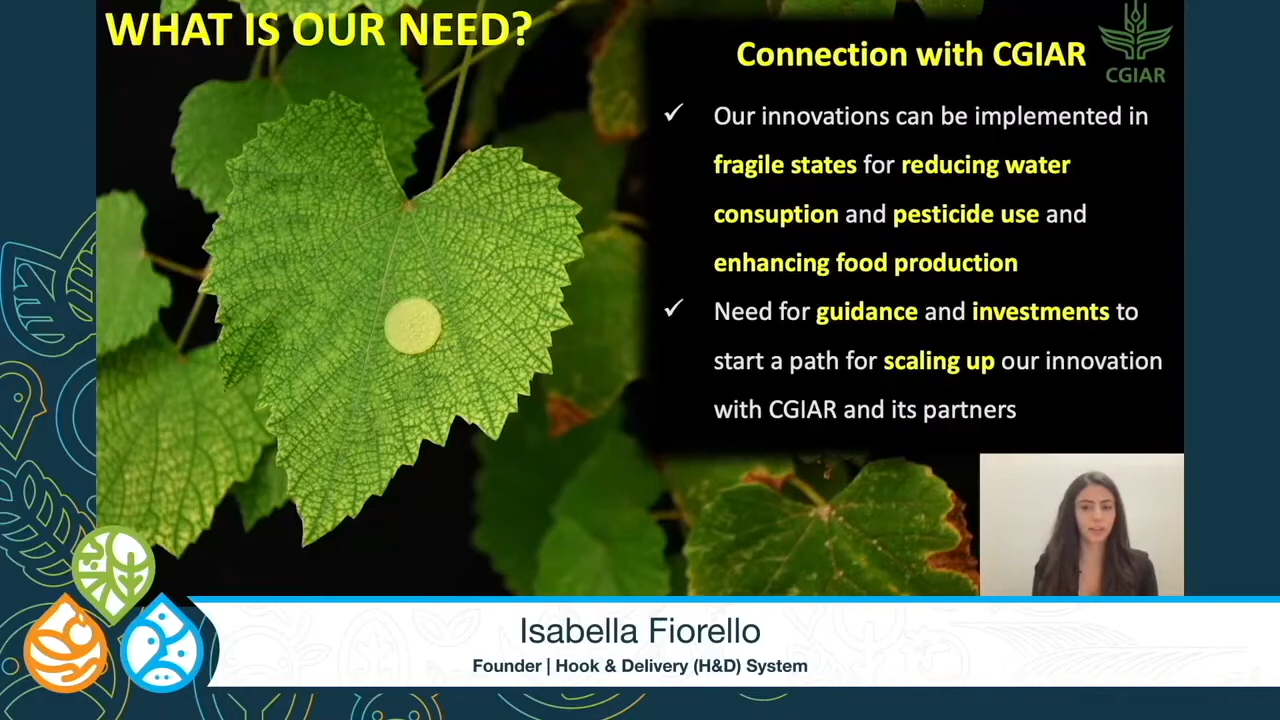 WHAT IS OUR NEED?
Connection with CGIAR
CGIAR
✓ Our innovations can be implemented in
fragile states for reducing water
consuption and pesticide use and
enhancing food production
✓ Need for guidance and investments to
start a path for scaling up our innovation
with CGIAR and its partners
Isabella Fiorello
Founder | Hook & Delivery (H&D) System